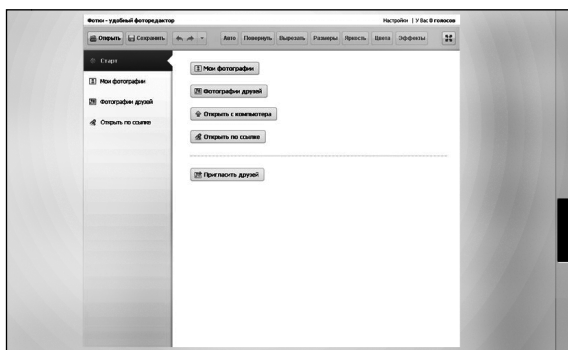 Фотки - удобный фоторедактор
Настройки | У Вас 0 голосов
Открыть Сохранить Авто Повернуть Вырезать Размеры Яркость Цвета Эффекты
Старт
Мои фотографии
Фотографии друзей
Открыть по ссылке
Мои фотографии
Фотографии друзей
Открыть с компьютера
Открыть по ссылке
Пригласить друзей